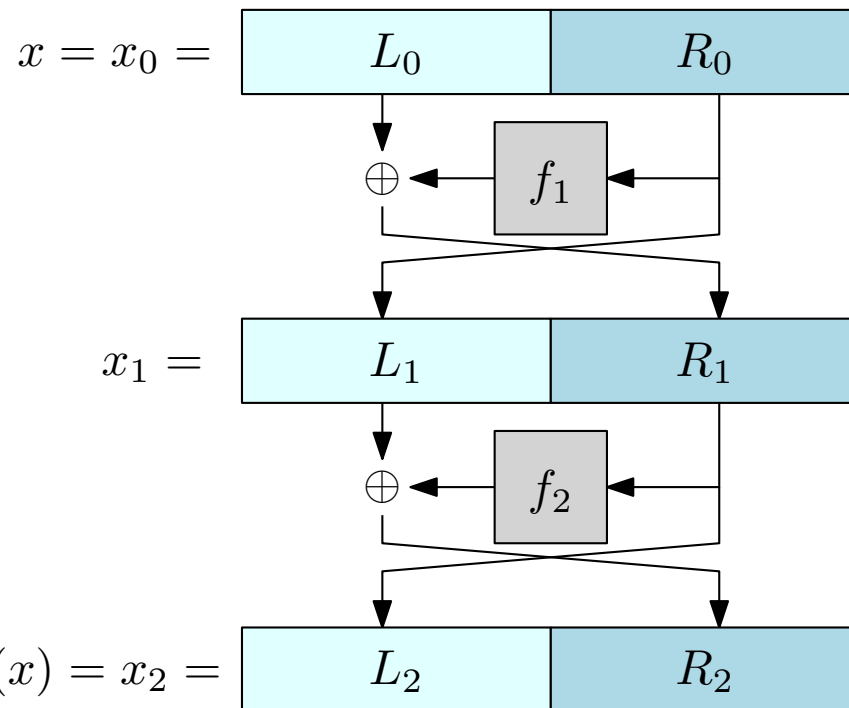 x = x₀ = L₀ R₀
⊕ f₁
x₁ = L₁ R₁
⊕ f₂
(x) = x₂ = L₂ R₂